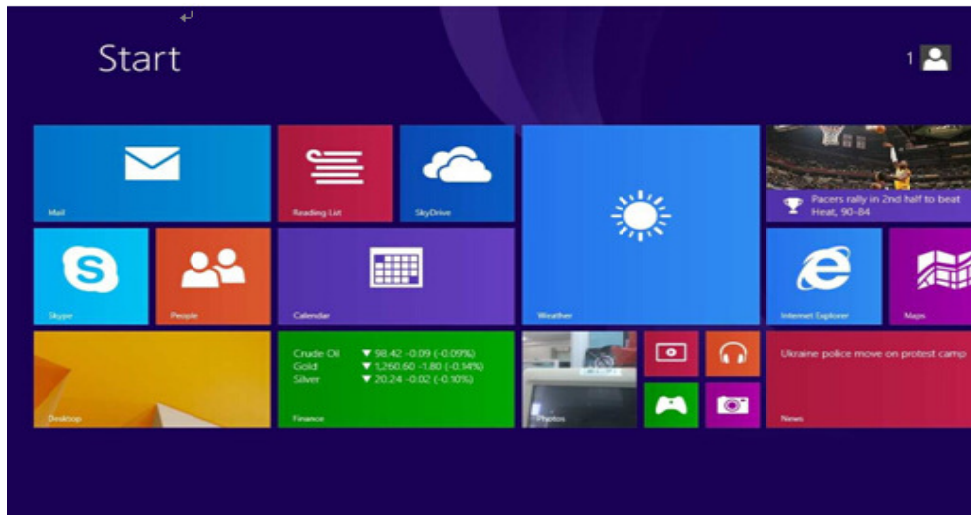 Start
1
Mail
Reading List
SkyDrive
Pacers rally in 2nd half to beat
Heat, 90-84
Skype
People
Calendar
Weather
Internet Explorer
Maps
Desktop
Crude Oil ▼ 98.42 -0.09 (-0.09%)
Gold ▼ 1,260.60 -1.80 (-0.14%)
Silver ▼ 20.24 -0.02 (-0.10%)
Finance
Photos
Ukraine police move on protest camp
News